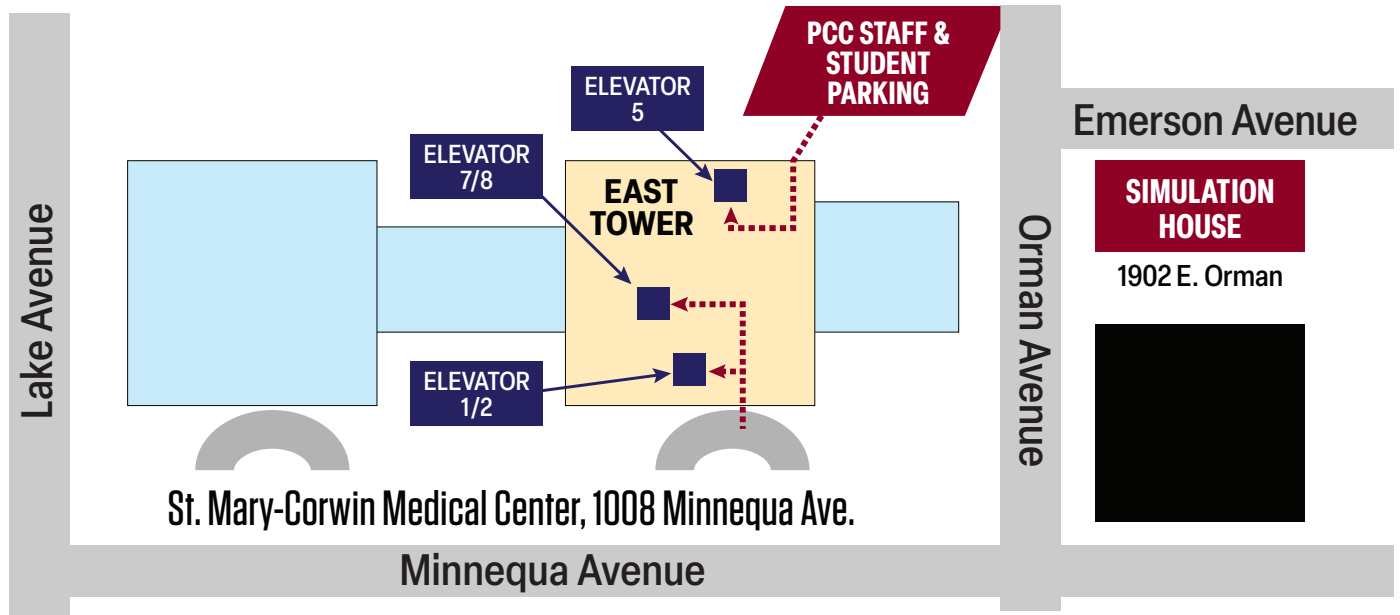 PCC STAFF &
STUDENT
PARKING
ELEVATOR
5
Emerson Avenue
ELEVATOR
7/8
EAST
TOWER
SIMULATION
HOUSE
1902 E. Orman
Lake Avenue
Orman Avenue
ELEVATOR
1/2
St. Mary-Corwin Medical Center, 1008 Minnequa Ave.
Minnequa Avenue